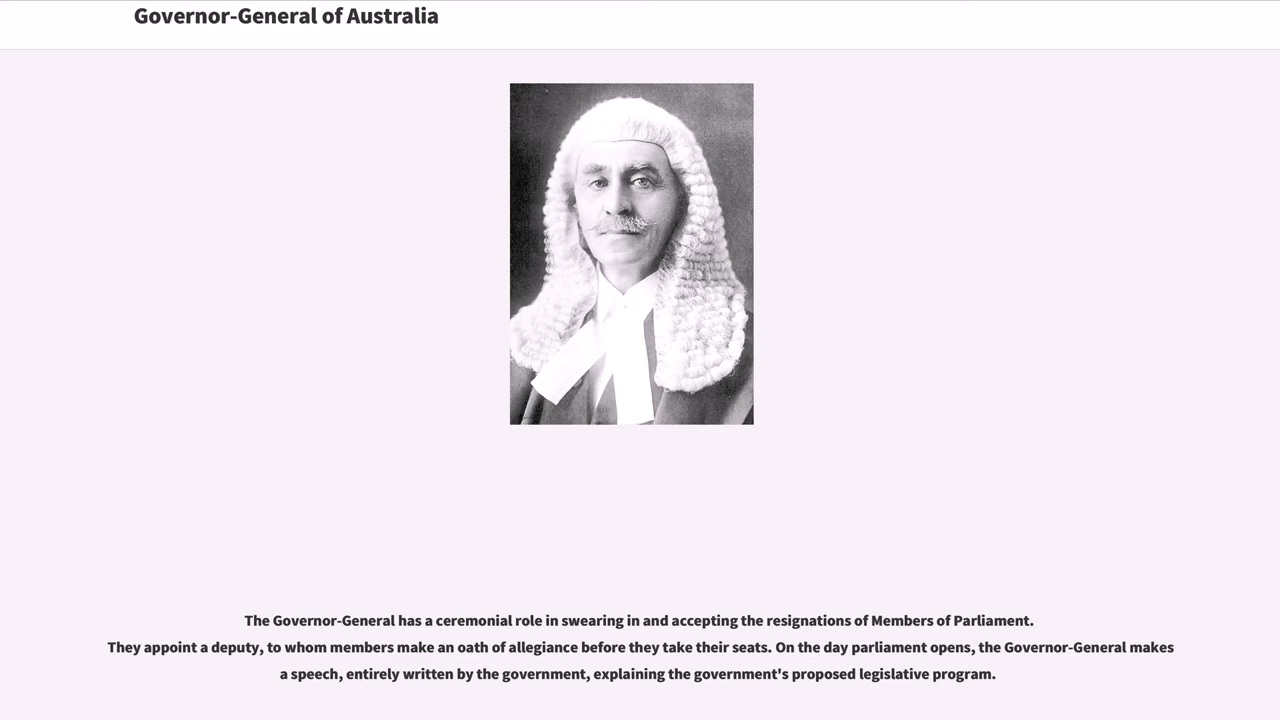 Governor-General of Australia
The Governor-General has a ceremonial role in swearing in and accepting the resignations of Members of Parliament.
They appoint a deputy, to whom members make an oath of allegiance before they take their seats. On the day parliament opens, the Governor-General makes
a speech, entirely written by the government, explaining the government's proposed legislative program.